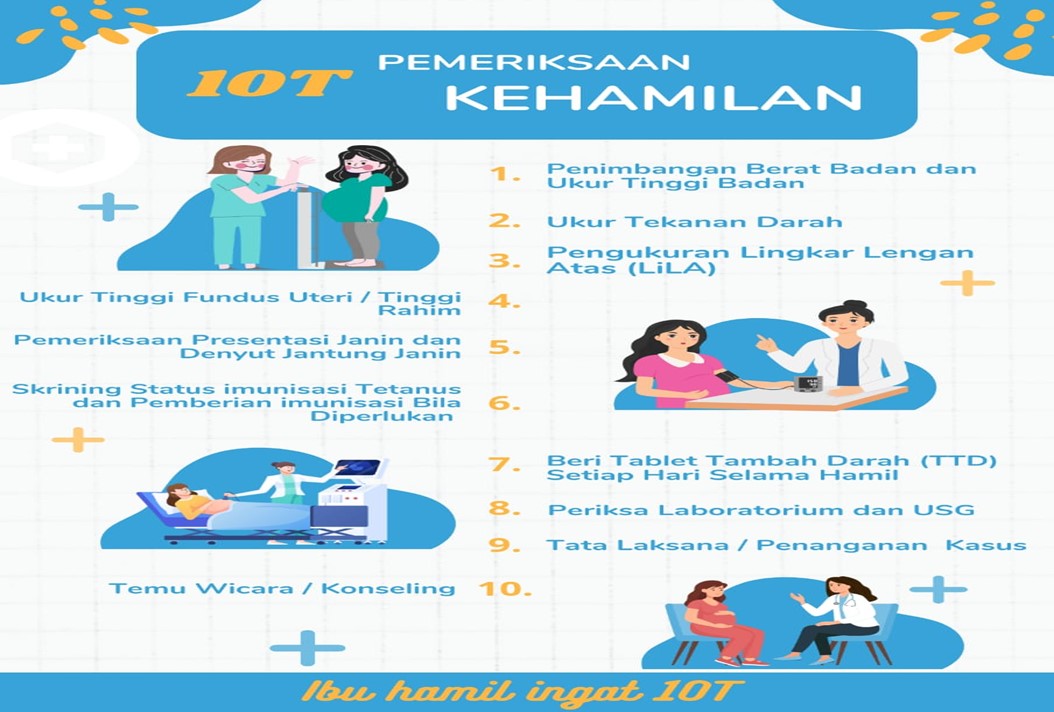 10T
PEMERIKSAAN
KEHAMILAN
1.
Penimbangan Berat Badan dan
Ukur Tinggi Badan
2.
Ukur Tekanan Darah
3.
Pengukuran Lingkar Lengan
Atas (LiLA)
Ukur Tinggi Fundus Uteri / Tinggi
Rahim
4.
Pemeriksaan Presentasi Janin dan
Denyut Jantung Janin
5.
Skrining Status imunisasi Tetanus
dan Pemberian imunisasi Bila
Diperlukan
6.
7.
Beri Tablet Tambah Darah (TTD)
Setiap Hari Selama Hamil
8.
Periksa Laboratorium dan USG
9.
Tata Laksana / Penanganan Kasus
Temu Wicara / Konseling
10.
Ibu hamil ingat 10T